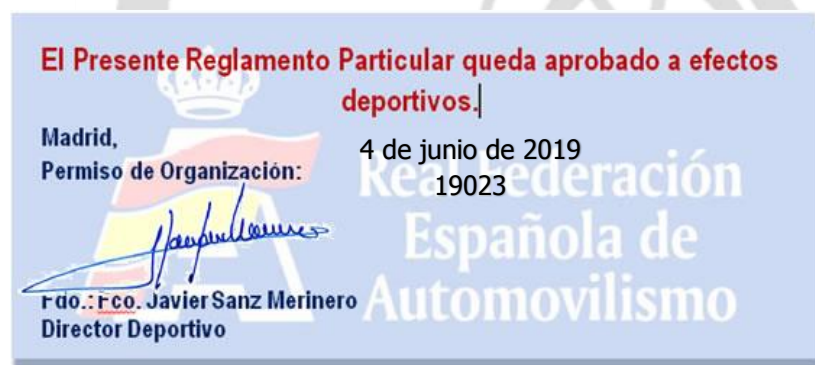 El Presente Reglamento Particular queda aprobado a efectos
deportivos.
Madrid,
4 de junio de 2019
Permiso de Organización:
19023
Real Federación
Española de
Automovilismo
Fdo.: Fco. Javier Sanz Merinero
Director Deportivo